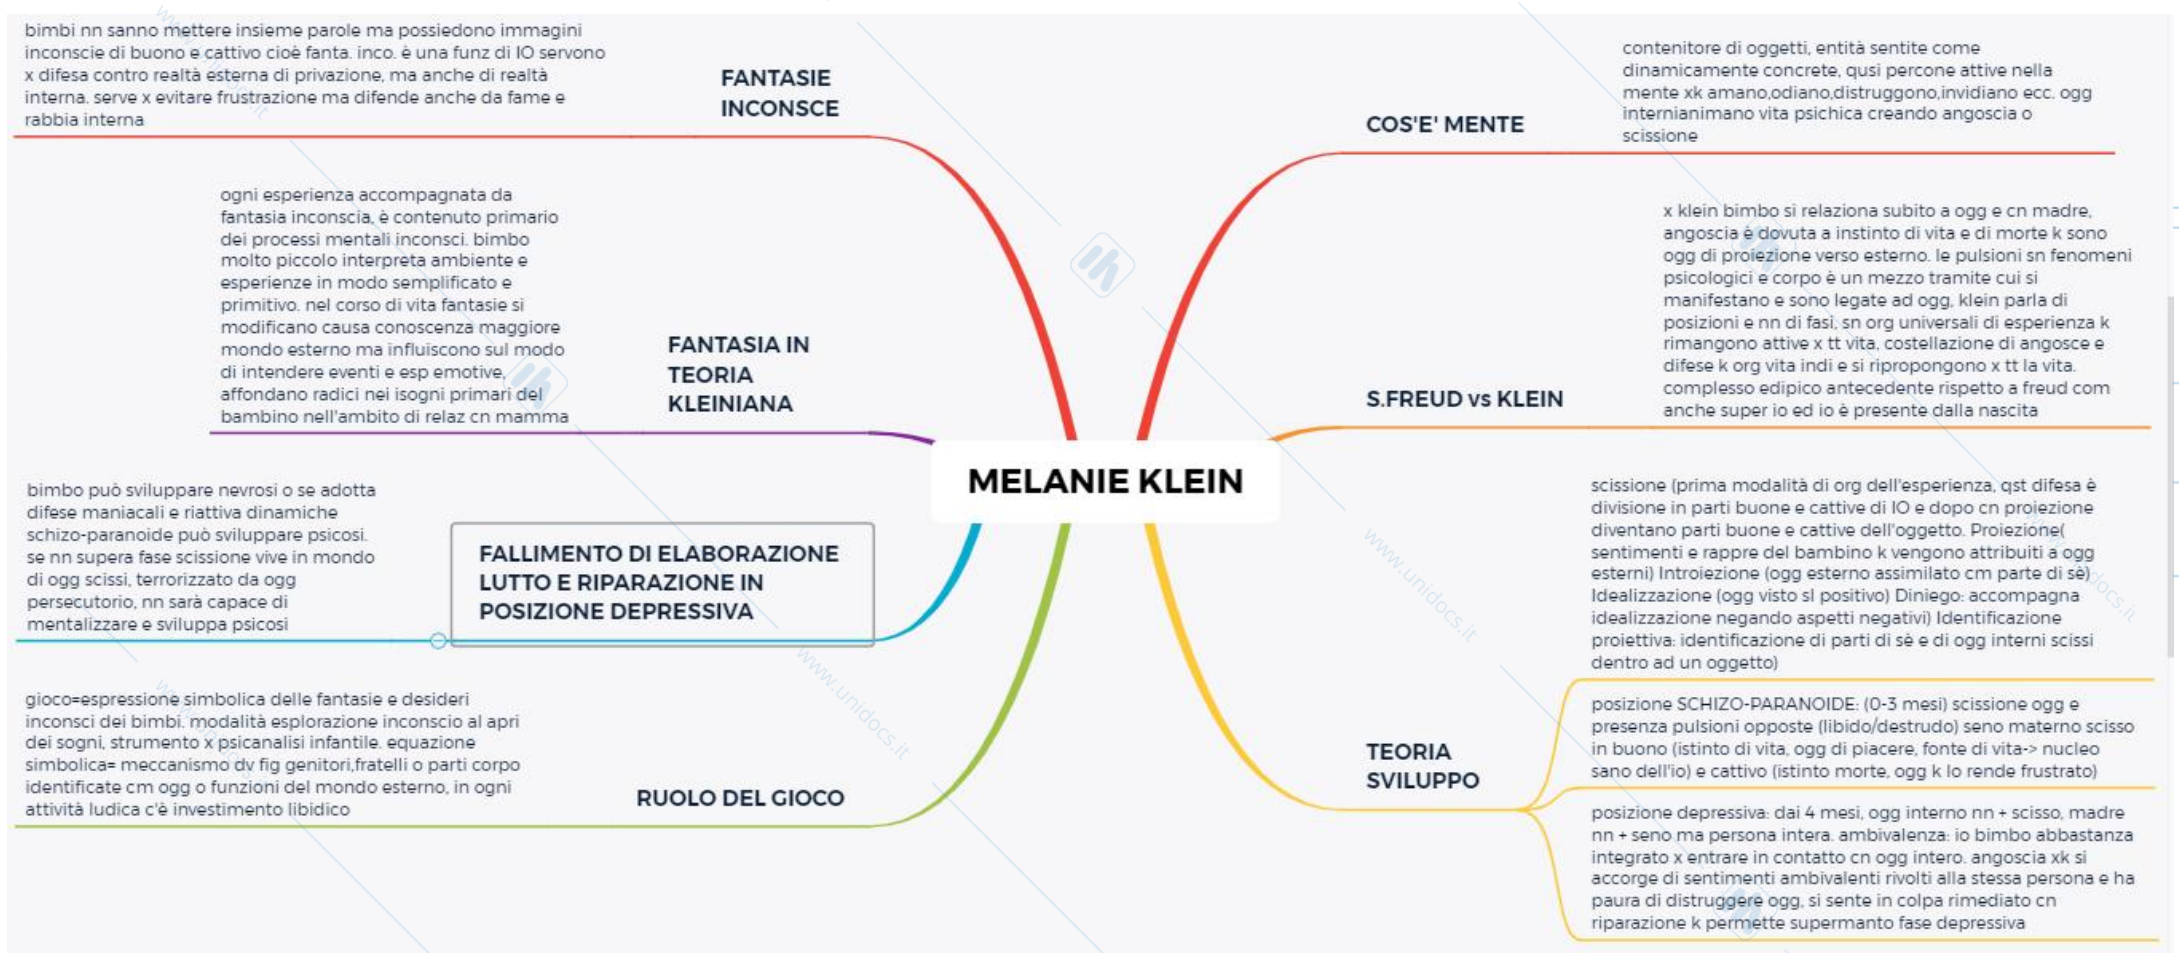 bimbi nn sanno mettere insieme parole ma possiedono immagini
inconscie di buono e cattivo cioè fanta. inco. è una funz di IO servono
x difesa contro realtà esterna di privazione, ma anche di realtà
interna. serve x evitare frustrazione ma difende anche da fame e
rabbia interna
FANTASIE
INCONSCE
ogni esperienza accompagnata da
fantasia inconscia, è contenuto primario
dei processi mentali inconsci. bimbo
molto piccolo interpreta ambiente e
esperienze in modo semplificato e
primitivo. nel corso di vita fantasie si
modificano causa conoscenza maggiore
mondo esterno ma influiscono sul modo
di intendere eventi e esp emotive,
affondano radici nei isogni primari del
bambino nell'ambito di relaz cn mamma
FANTASIA IN
TEORIA
KLEINIANA
bimbo può sviluppare nevrosi o se adotta
difese maniacali e riattiva dinamiche
schizo-paranoide può sviluppare psicosi.
se nn supera fase scissione vive in mondo
di ogg scissi, terrorizzato da ogg
persecutorio, nn sarà capace di
mentalizzare e sviluppa psicosi
FALLIMENTO DI ELABORAZIONE
LUTTO E RIPARAZIONE IN
POSIZIONE DEPRESSIVA
gioco=espressione simbolica delle fantasie e desideri
inconsci dei bimbi. modalità esplorazione inconscio al apri
dei sogni, strumento x psicanalisi infantile. equazione
simbolica= meccanismo dv fig genitori,fratelli o parti corpo
identificate cm ogg o funzioni del mondo esterno, in ogni
attività ludica c'è investimento libidico
RUOLO DEL GIOCO
MELANIE KLEIN
COS'E' MENTE
contenitore di oggetti, entità sentite come
dinamicamente concrete, qusi percone attive nella
mente xk amano,odiano,distruggono,invidiano ecc. ogg
internianimano vita psichica creando angoscia o
scissione
S.FREUD vs KLEIN
x klein bimbo si relaziona subito a ogg e cn madre,
angoscia è dovuta a instinto di vita e di morte k sono
ogg di proiezione verso esterno. le pulsioni sn fenomeni
psicologici e corpo è un mezzo tramite cui si
manifestano e sono legate ad ogg, klein parla di
posizioni e nn di fasi, sn org universali di esperienza k
rimangono attive x tt vita, costellazione di angosce e
difese k org vita indi e si ripropongono x tt la vita.
complesso edipico antecedente rispetto a freud com
anche super io ed io è presente dalla nascita
TEORIA
SVILUPPO
scissione (prima modalità di org dell'esperienza, qst difesa è
divisione in parti buone e cattive di IO e dopo cn proiezione
diventano parti buone e cattive dell'oggetto. Proiezione(
sentimenti e rappre del bambino k vengono attribuiti a ogg
esterni) Introiezione (ogg esterno assimilato cm parte di sè)
Idealizzazione (ogg visto sl positivo) Diniego: accompagna
idealizzazione negando aspetti negativi) Identificazione
proiettiva: identificazione di parti di sè e di ogg interni scissi
dentro ad un oggetto)
posizione SCHIZO-PARANOIDE: (0-3 mesi) scissione ogg e
presenza pulsioni opposte (libido/destrudo) seno materno scisso
in buono (istinto di vita, ogg di piacere, fonte di vita-> nucleo
sano dell'io) e cattivo (istinto morte, ogg k lo rende frustrato)
posizione depressiva: dai 4 mesi, ogg interno nn + scisso, madre
nn + seno ma persona intera. ambivalenza: io bimbo abbastanza
integrato x entrare in contatto cn ogg intero. angoscia xk si
accorge di sentimenti ambivalenti rivolti alla stessa persona e ha
paura di distruggere ogg, si sente in colpa rimediato cn
riparazione k permette supermanto fase depressiva
www.unidocs.it
www.unidocs.it
www.unidocs.it
www.unidocs.it
www.unidocs.it